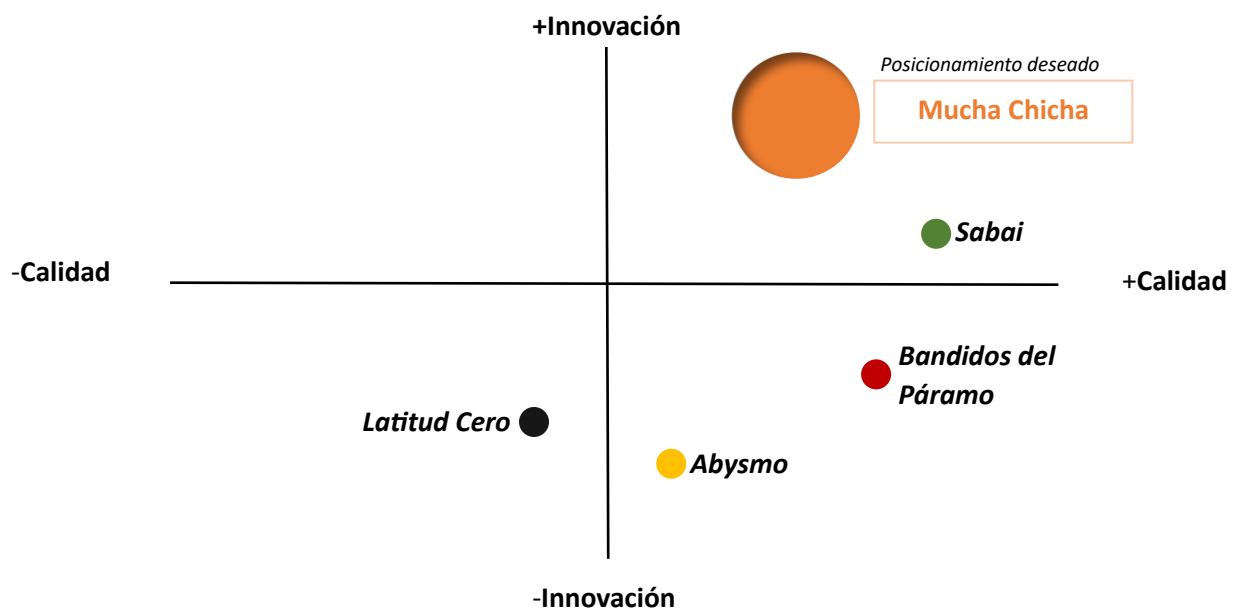 +Innovación
Posicionamiento deseado
Mucha Chicha
Sabai
-Calidad
+Calidad
Bandidos del
Páramo
Latitud Cero
Abysmo
-Innovación